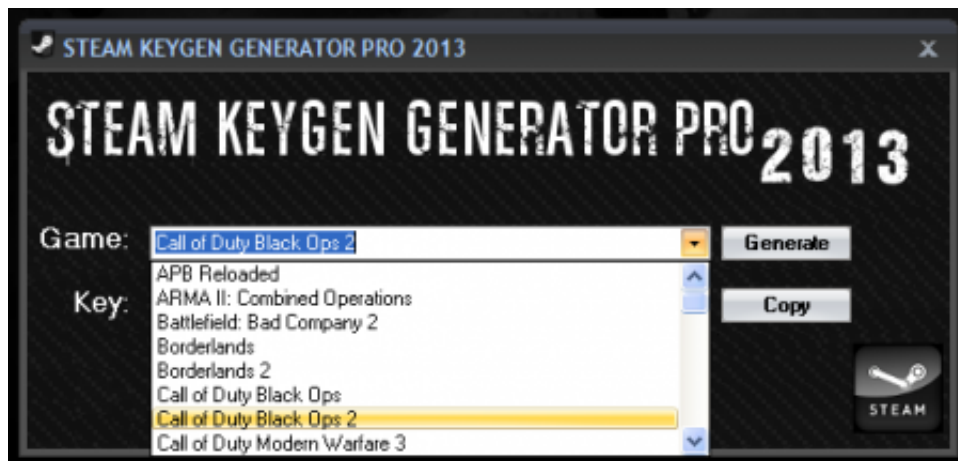 STEAM KEYGEN GENERATOR PRO 2013
STEAM KEYGEN GENERATOR PRO 2013
Game: Call of Duty Black Ops 2 Generate
APB Reloaded
Key: ARMA II: Combined Operations Copy
Battlefield: Bad Company 2
Borderlands
Borderlands 2
Call of Duty Black Ops
Call of Duty Black Ops 2
Call of Duty Modern Warfare 3
STEAM